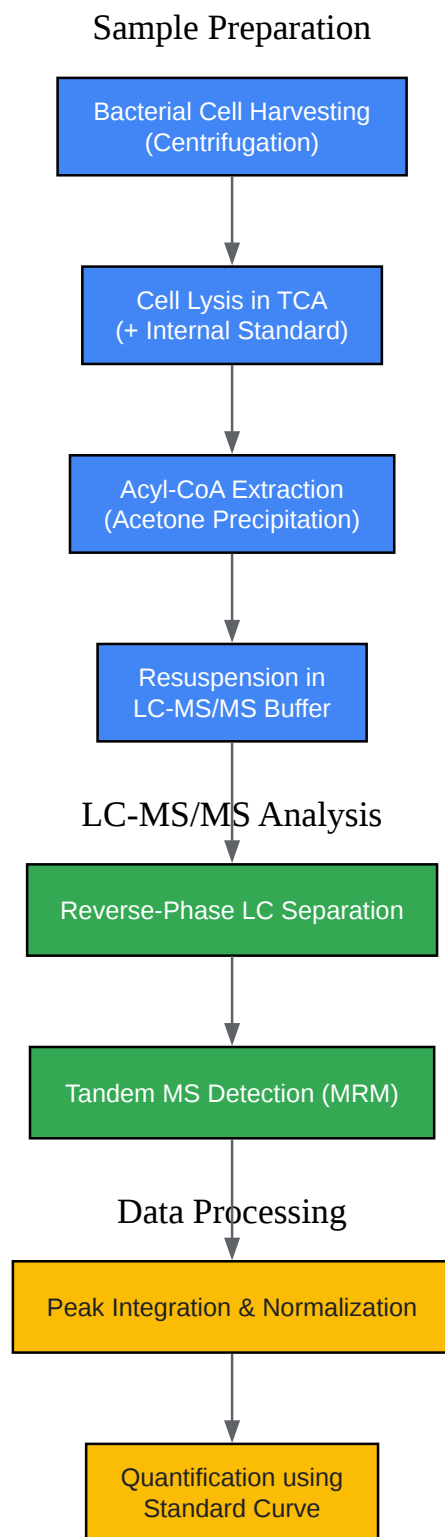 Sample Preparation
Bacterial Cell Harvesting
(Centrifugation)
Cell Lysis in TCA
(+ Internal Standard)
Acyl-CoA Extraction
(Acetone Precipitation)
Resuspension in
LC-MS/MS Buffer
LC-MS/MS Analysis
Reverse-Phase LC Separation
Tandem MS Detection (MRM)
Data Processing
Peak Integration & Normalization
Quantification using
Standard Curve